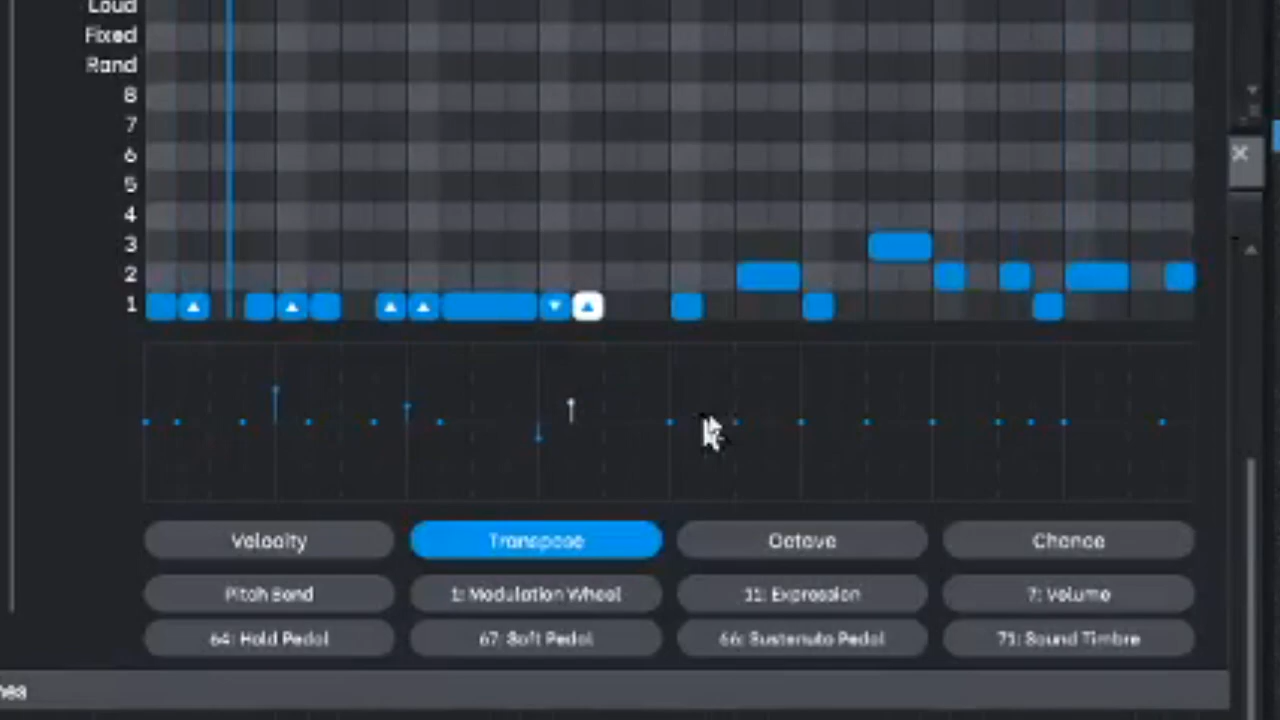 Loud
Fixed
Rand
8
7
6
5
4
3
2
1
Velocity Transpose Octave Chance
Pitch Bend 1: Modulation Wheel 11: Expression 7: Volume
64: Hold Pedal 67: Soft Pedal 66: Sustenuto Pedal 71: Sound Timbre